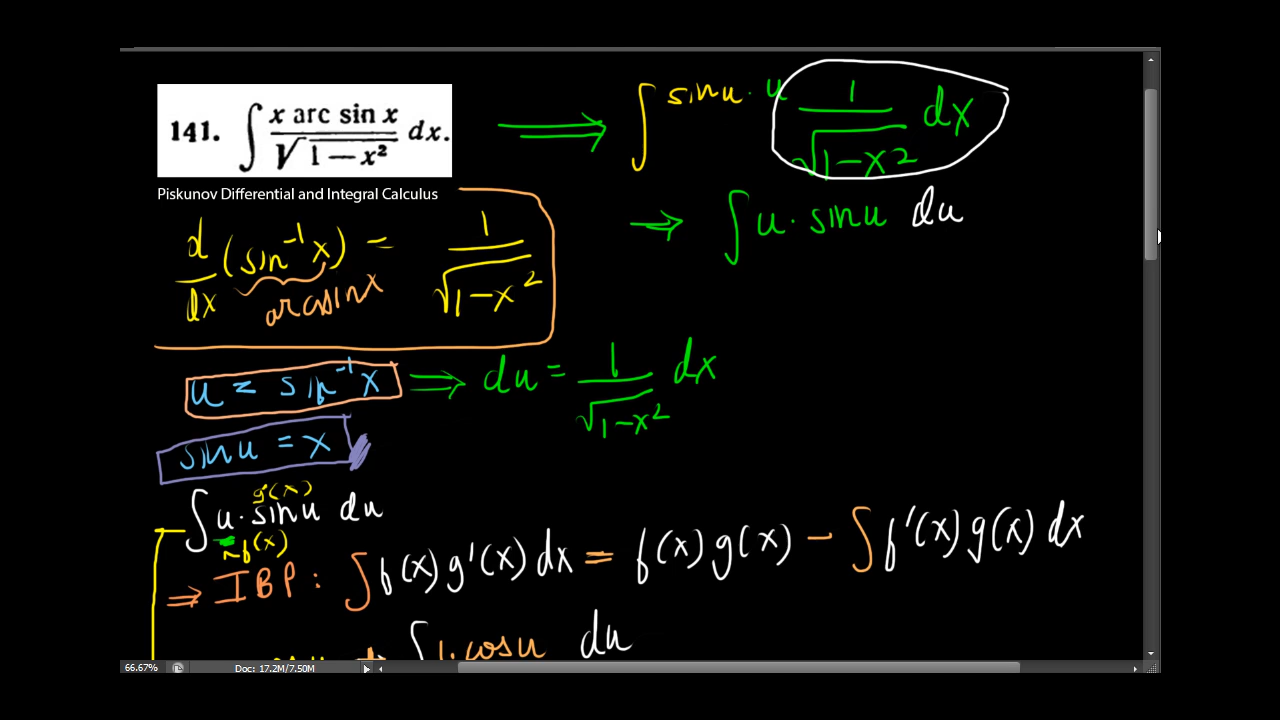 141. ∫ x arc sin x / √(1 − x²) dx.
⟹ ∫ sin u · u 1/√(1−x²) dx
Piskunov Differential and Integral Calculus
⇒ ∫ u · sin u du
d/dx (sin⁻¹ x) = 1/√(1−x²)
arcsin x
u = sin⁻¹ x ⟹ du = 1/√(1−x²) dx
sin u = x
g'(x)
∫ u · sin u du
f(x)
⇒ IBP : ∫ f(x) g'(x) dx = f(x) g(x) − ∫ f'(x) g(x) dx
+ ∫ 1 · cos u du
66.67% Doc: 17.2M/7.50M